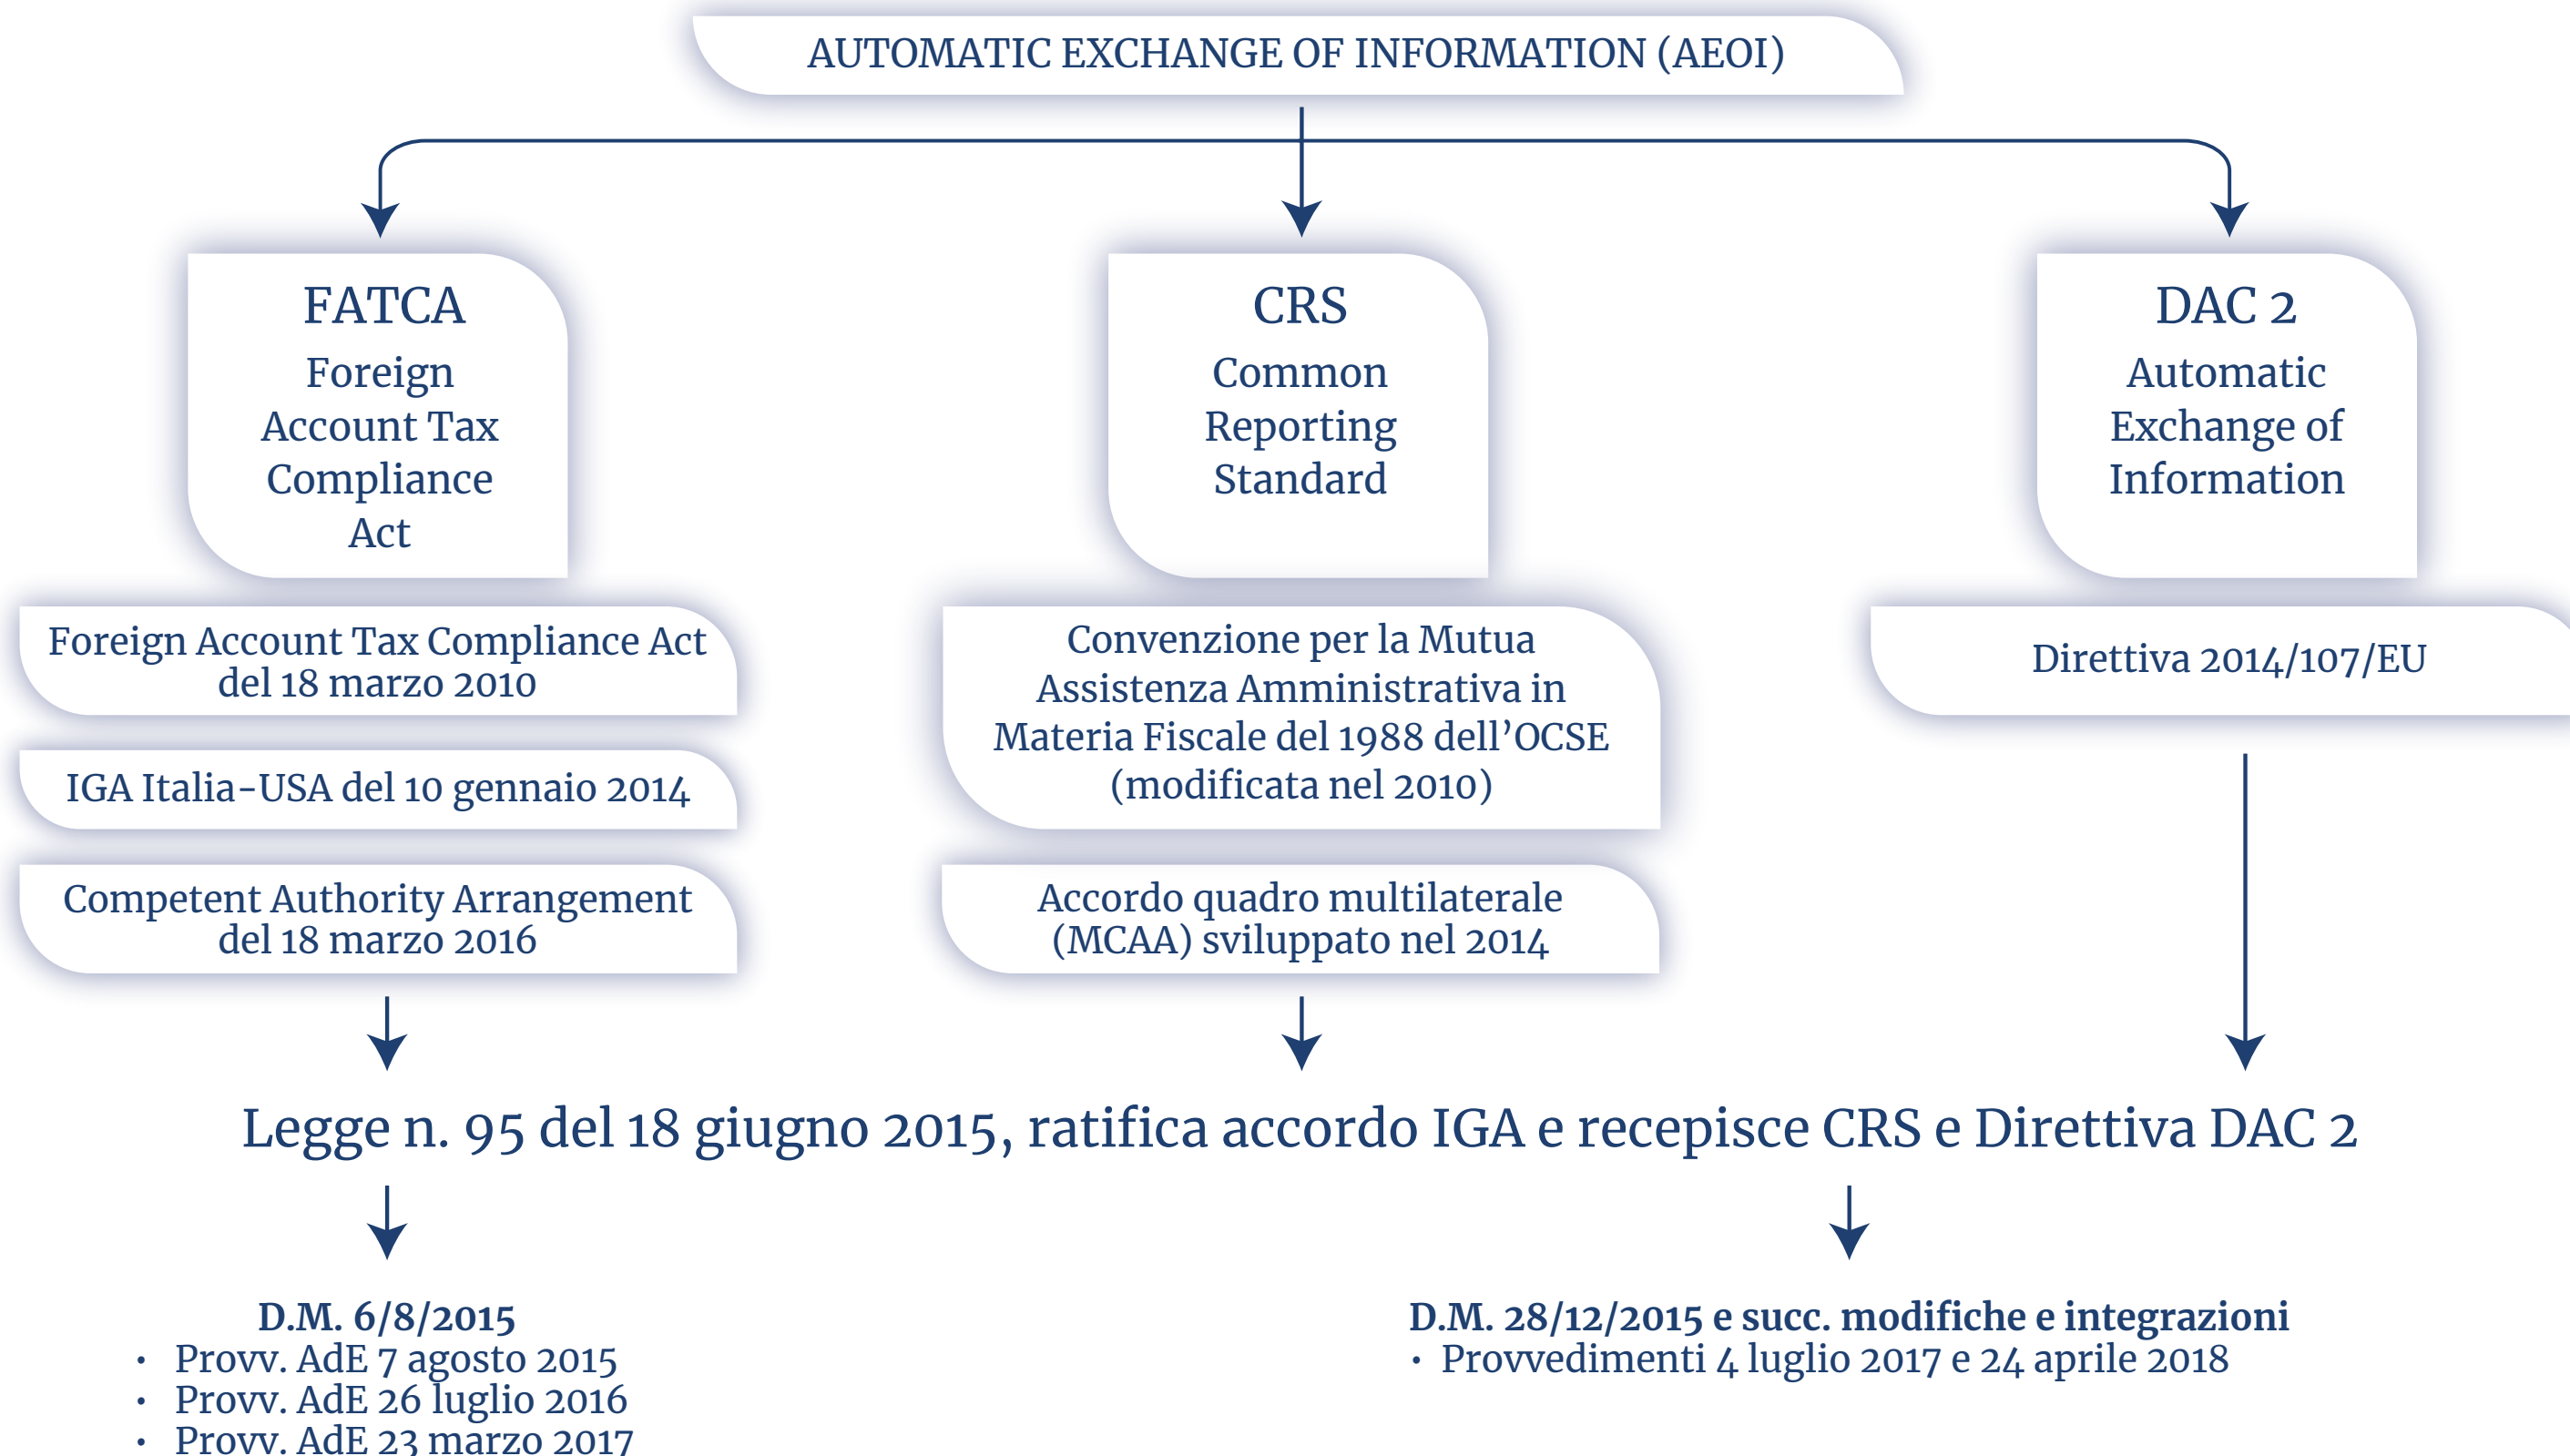 AUTOMATIC EXCHANGE OF INFORMATION (AEOI)
FATCA
Foreign
Account Tax
Compliance
Act
CRS
Common
Reporting
Standard
DAC 2
Automatic
Exchange of
Information
Foreign Account Tax Compliance Act
del 18 marzo 2010
IGA Italia-USA del 10 gennaio 2014
Competent Authority Arrangement
del 18 marzo 2016
Convenzione per la Mutua
Assistenza Amministrativa in
Materia Fiscale del 1988 dell’OCSE
(modificata nel 2010)
Accordo quadro multilaterale
(MCAA) sviluppato nel 2014
Direttiva 2014/107/EU
Legge n. 95 del 18 giugno 2015, ratifica accordo IGA e recepisce CRS e Direttiva DAC 2
D.M. 6/8/2015
• Provv. AdE 7 agosto 2015
• Provv. AdE 26 luglio 2016
• Provv. AdE 23 marzo 2017
D.M. 28/12/2015 e succ. modifiche e integrazioni
• Provvedimenti 4 luglio 2017 e 24 aprile 2018